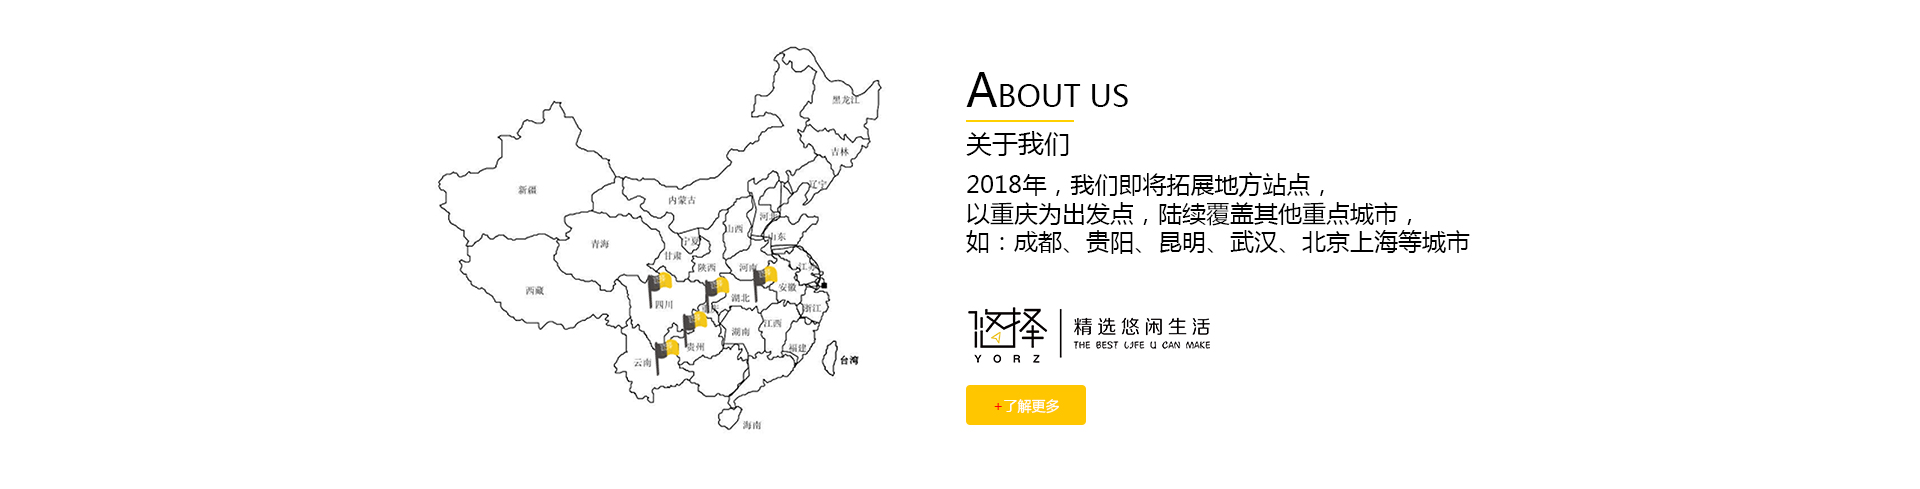 黑龙江
吉林
辽宁
新疆
内蒙古
河北
山西
山东
宁夏
青海
甘肃
陕西
河南
江苏
西藏
四川
湖北
安徽
浙江
湖南
江西
贵州
福建
云南
台湾
海南
ABOUT US
关于我们
2018年，我们即将拓展地方站点，
以重庆为出发点，陆续覆盖其他重点城市，
如：成都、贵阳、昆明、武汉、北京上海等城市
悠择
YORZ
精选悠闲生活
THE BEST LIFE U CAN MAKE
+了解更多